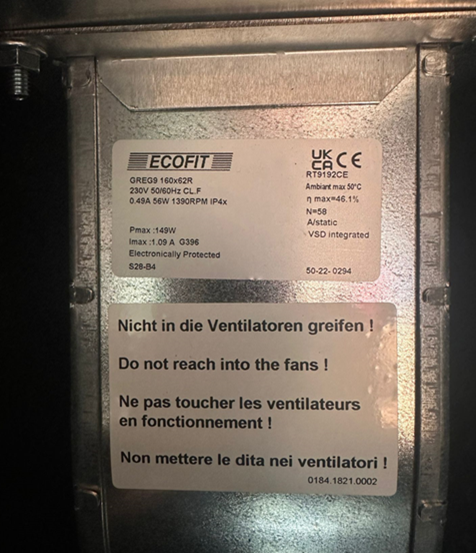 ECOFIT
GREG9 160x62R
230V 50/60Hz CL.F
0.49A 56W 1390RPM IP4x
Pmax :149W
Imax :1.09 A G396
Electronically Protected
S28-B4
UK
CA CE
RT9192CE
Ambiant max 50°C
η max=46.1%
N=58
A/static
VSD integrated
50-22- 0294
Nicht in die Ventilatoren greifen !
Do not reach into the fans !
Ne pas toucher les ventilateurs
en fonctionnement !
Non mettere le dita nei ventilatori !
0184.1821.0002